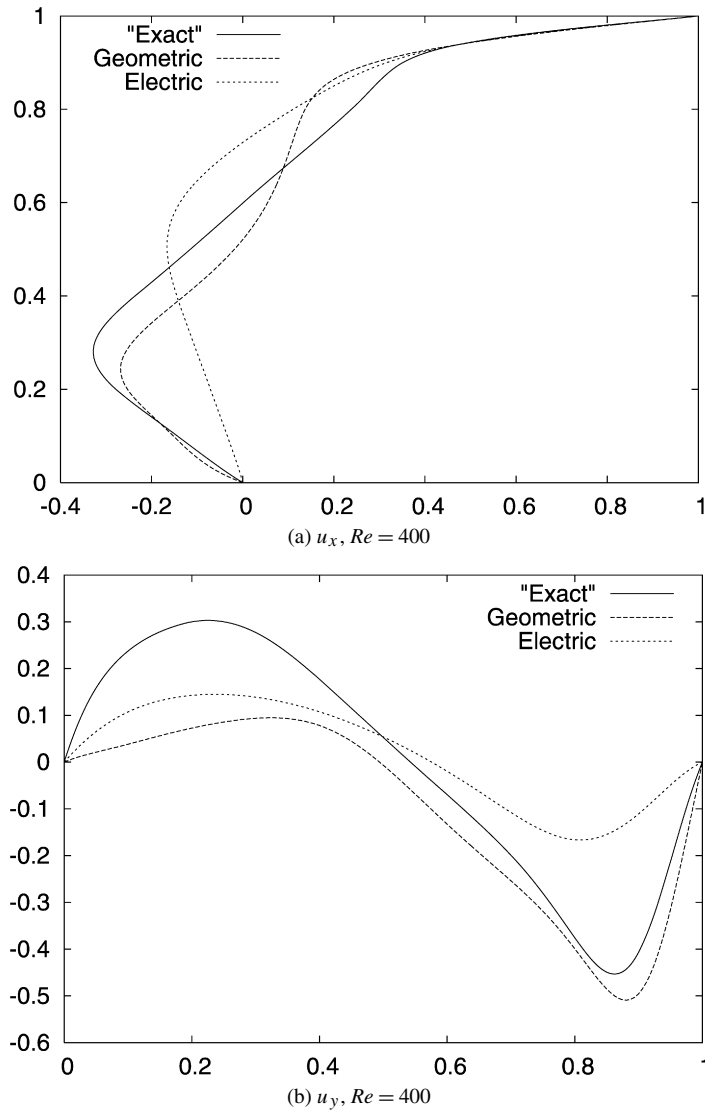 1
"Exact"
Geometric
Electric
0.8
0.6
0.4
0.2
0
-0.4 -0.2 0 0.2 0.4 0.6 0.8 1
(a) u_x, Re = 400
0.4
"Exact"
0.3
Geometric
Electric
0.2
0.1
0
-0.1
-0.2
-0.3
-0.4
-0.5
-0.6
0 0.2 0.4 0.6 0.8 1
(b) u_y, Re = 400